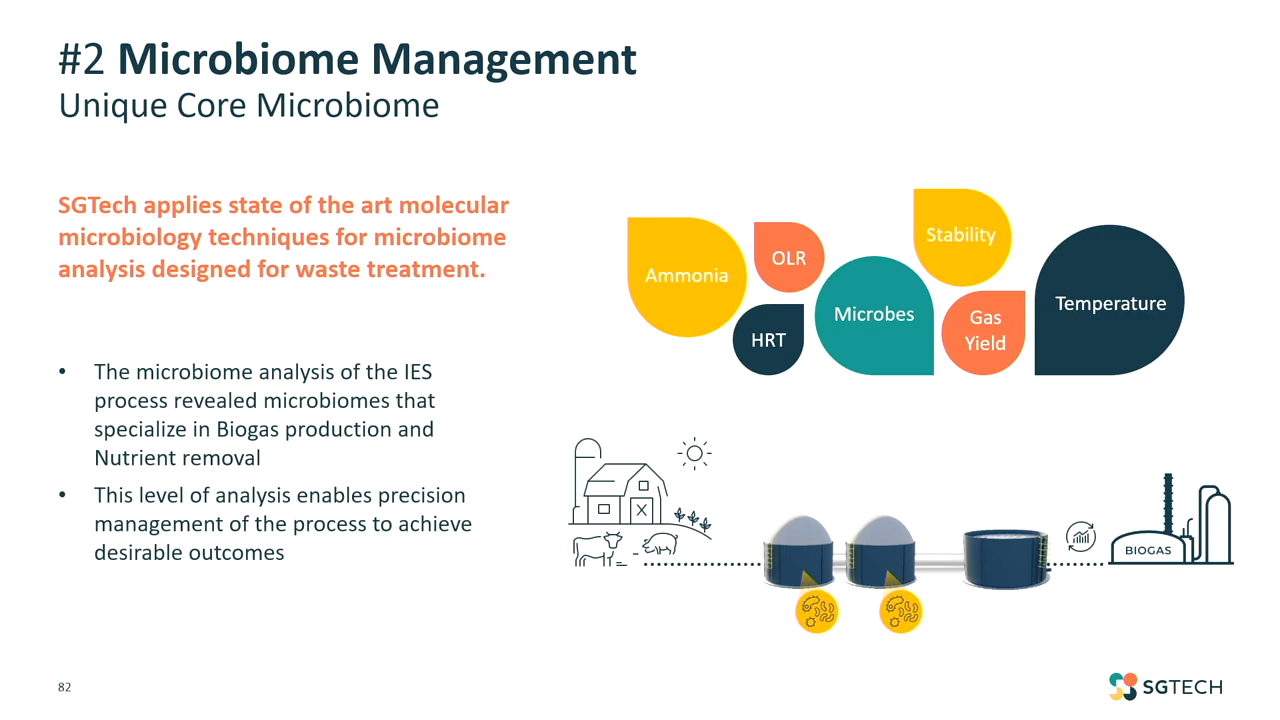 #2 Microbiome Management
Unique Core Microbiome
SGTech applies state of the art molecular
microbiology techniques for microbiome
analysis designed for waste treatment.
• The microbiome analysis of the IES
process revealed microbiomes that
specialize in Biogas production and
Nutrient removal
• This level of analysis enables precision
management of the process to achieve
desirable outcomes
Ammonia
OLR
HRT
Microbes
Stability
Gas
Yield
Temperature
BIOGAS
82
SGTECH